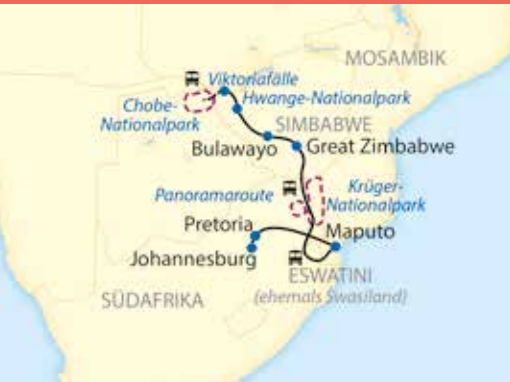 MOSAMBIK
Viktoriafälle
Hwange-Nationalpark
Chobe-
Nationalpark
SIMBABWE
Bulawayo
Great Zimbabwe
Panoramaroute
Krüger-
Nationalpark
Pretoria
Maputo
Johannesburg
ESWATINI
(ehemals Swasiland)
SÜDAFRIKA